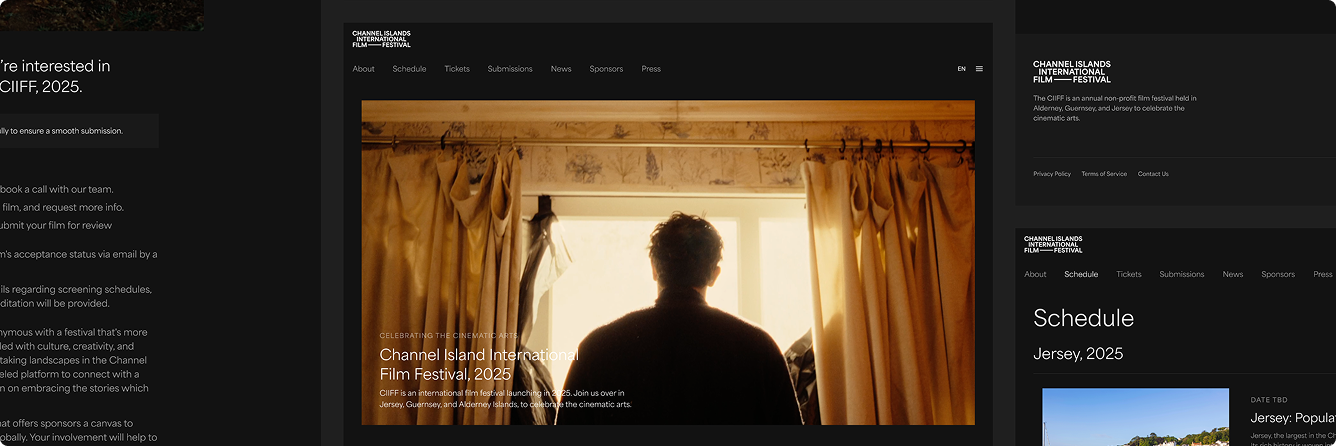 're interested in
CIIFF, 2025.
lly to ensure a smooth submission.
book a call with our team.
film, and request more info.
ubmit your film for review
m's acceptance status via email by a
ils regarding screening schedules,
ditation will be provided.
nymous with a festival that's more
led with culture, creativity, and
taking landscapes in the Channel
eled platform to connect with a
n on embracing the stories which
at offers sponsors a canvas to
obally. Your involvement will help to
CHANNEL ISLANDS
INTERNATIONAL
FILM — FESTIVAL
About Schedule Tickets Submissions News Sponsors Press
EN
CELEBRATING THE CINEMATIC ARTS
Channel Island International
Film Festival, 2025
CIIFF is an international film festival launching in 2025. Join us over in
Jersey, Guernsey, and Alderney Islands, to celebrate the cinematic arts.
CHANNEL ISLANDS
INTERNATIONAL
FILM — FESTIVAL
The CIIFF is an annual non-profit film festival held in
Alderney, Guernsey, and Jersey to celebrate the
cinematic arts.
Privacy Policy Terms of Service Contact Us
CHANNEL ISLANDS
INTERNATIONAL
FILM — FESTIVAL
About Schedule Tickets Submissions News Sponsors Press
Schedule
Jersey, 2025
DATE TBD
Jersey: Popula
Jersey, the largest in the C